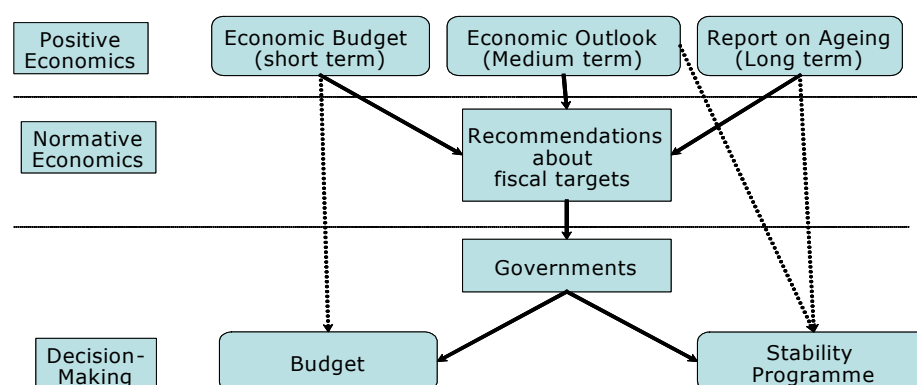 Positive
Economics
Economic Budget
(short term)
Economic Outlook
(Medium term)
Report on Ageing
(Long term)
Normative
Economics
Recommendations
about
fiscal targets
Governments
Decision-
Making
Budget
Stability
Programme